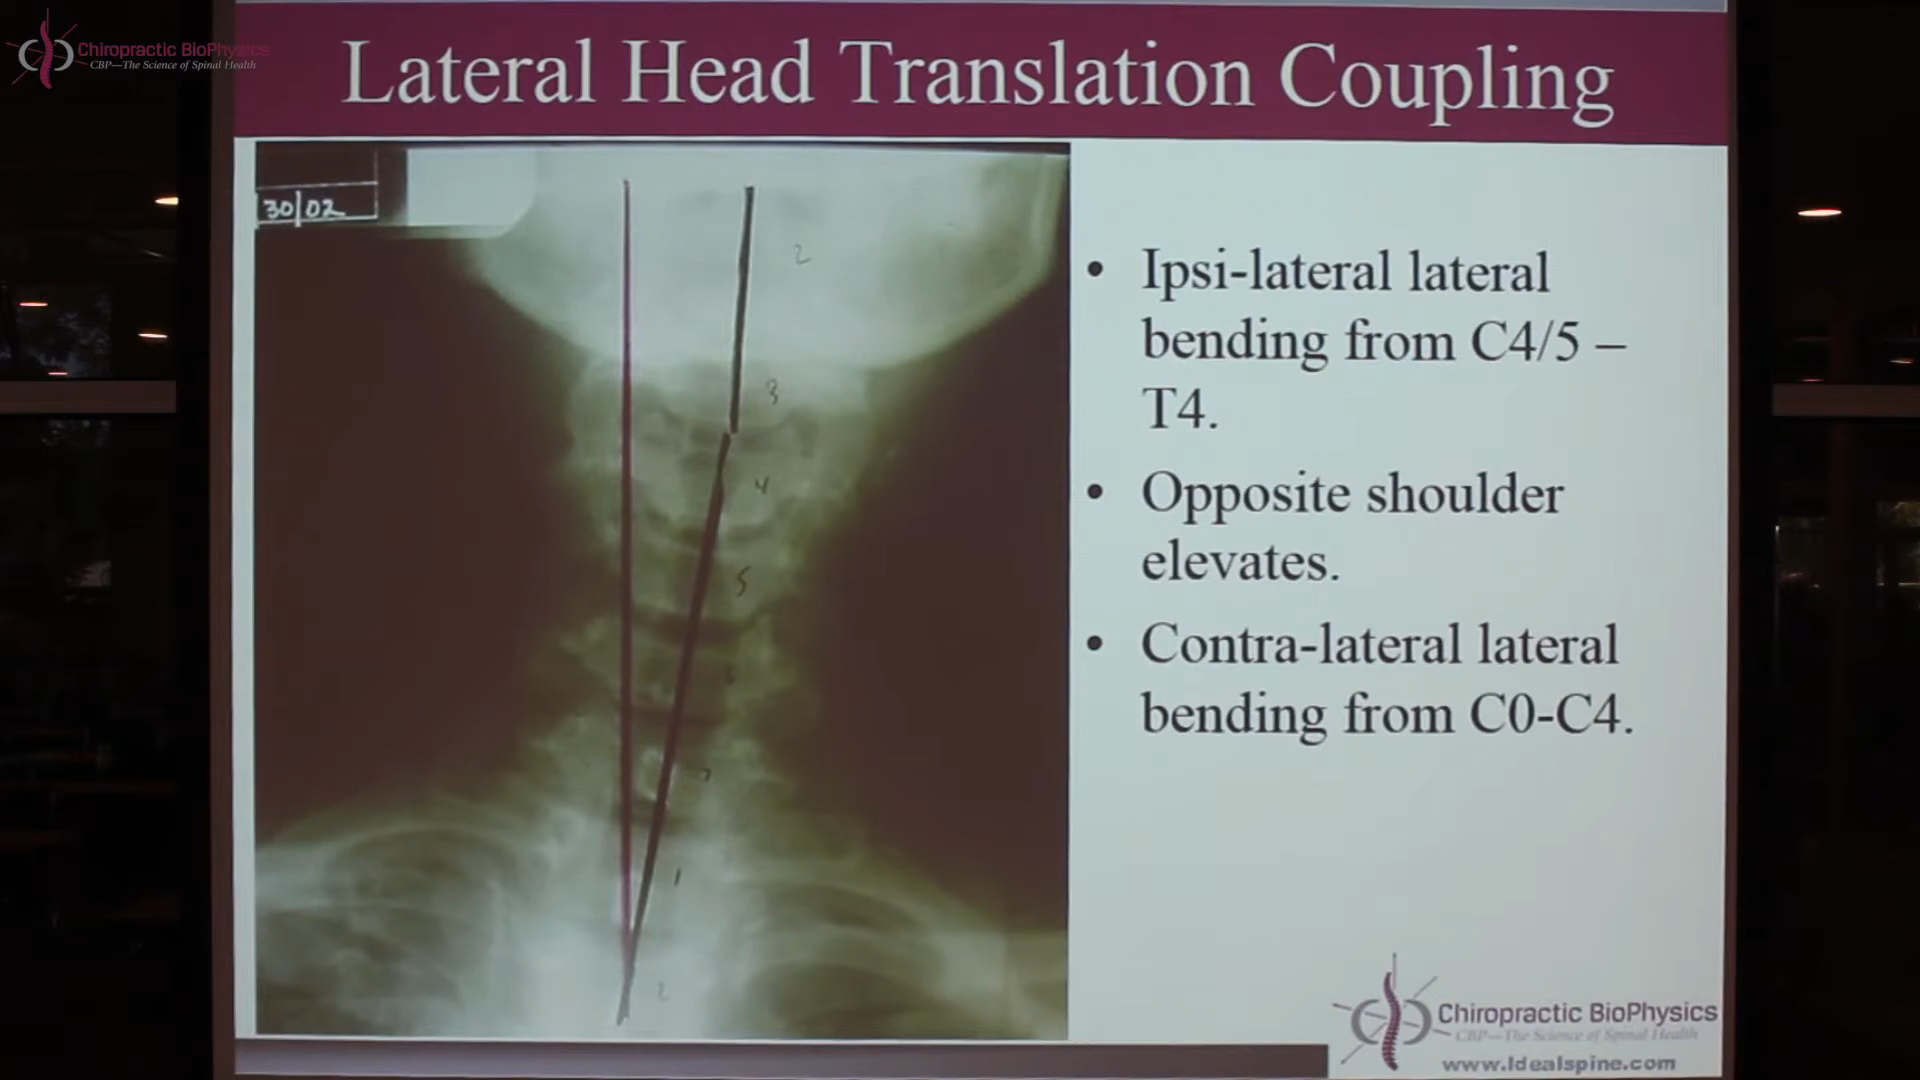 Chiropractic BioPhysics
CBP—The Science of Spinal Health
Lateral Head Translation Coupling
30/02
2
3
4
5
7
1
2
• Ipsi-lateral lateral
bending from C4/5 –
T4.
• Opposite shoulder
elevates.
• Contra-lateral lateral
bending from C0-C4.
Chiropractic BioPhysics
CBP—The Science of Spinal Health
www.Idealspine.com